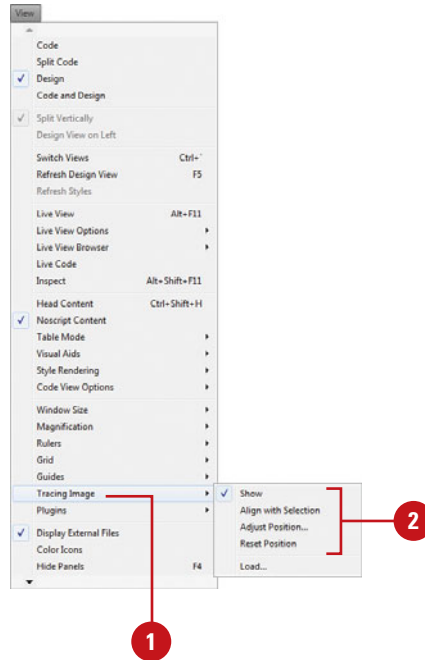 View
Code
Split Code
Design
Code and Design
Split Vertically
Design View on Left
Switch Views Ctrl+`
Refresh Design View F5
Refresh Styles
Live View Alt+F11
Live View Options
Live View Browser
Live Code
Inspect Alt+Shift+F11
Head Content Ctrl+Shift+H
Noscript Content
Table Mode
Visual Aids
Style Rendering
Code View Options
Window Size
Magnification
Rulers
Grid
Guides
Tracing Image
Plugins
Display External Files
Color Icons
Hide Panels F4
Show
Align with Selection
Adjust Position...
Reset Position
Load...
2
1